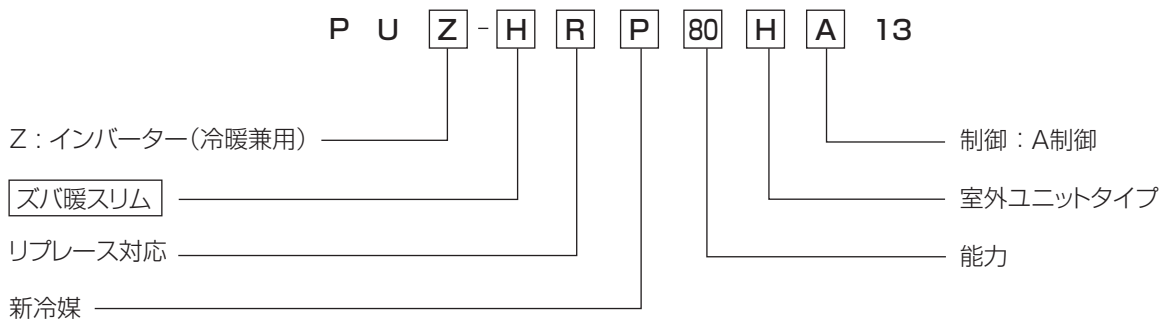 PUZ-HRP80HA13
Z：インバーター（冷暖兼用）
制御：A制御
ズバ暖スリム
室外ユニットタイプ
リプレース対応
能力
新冷媒